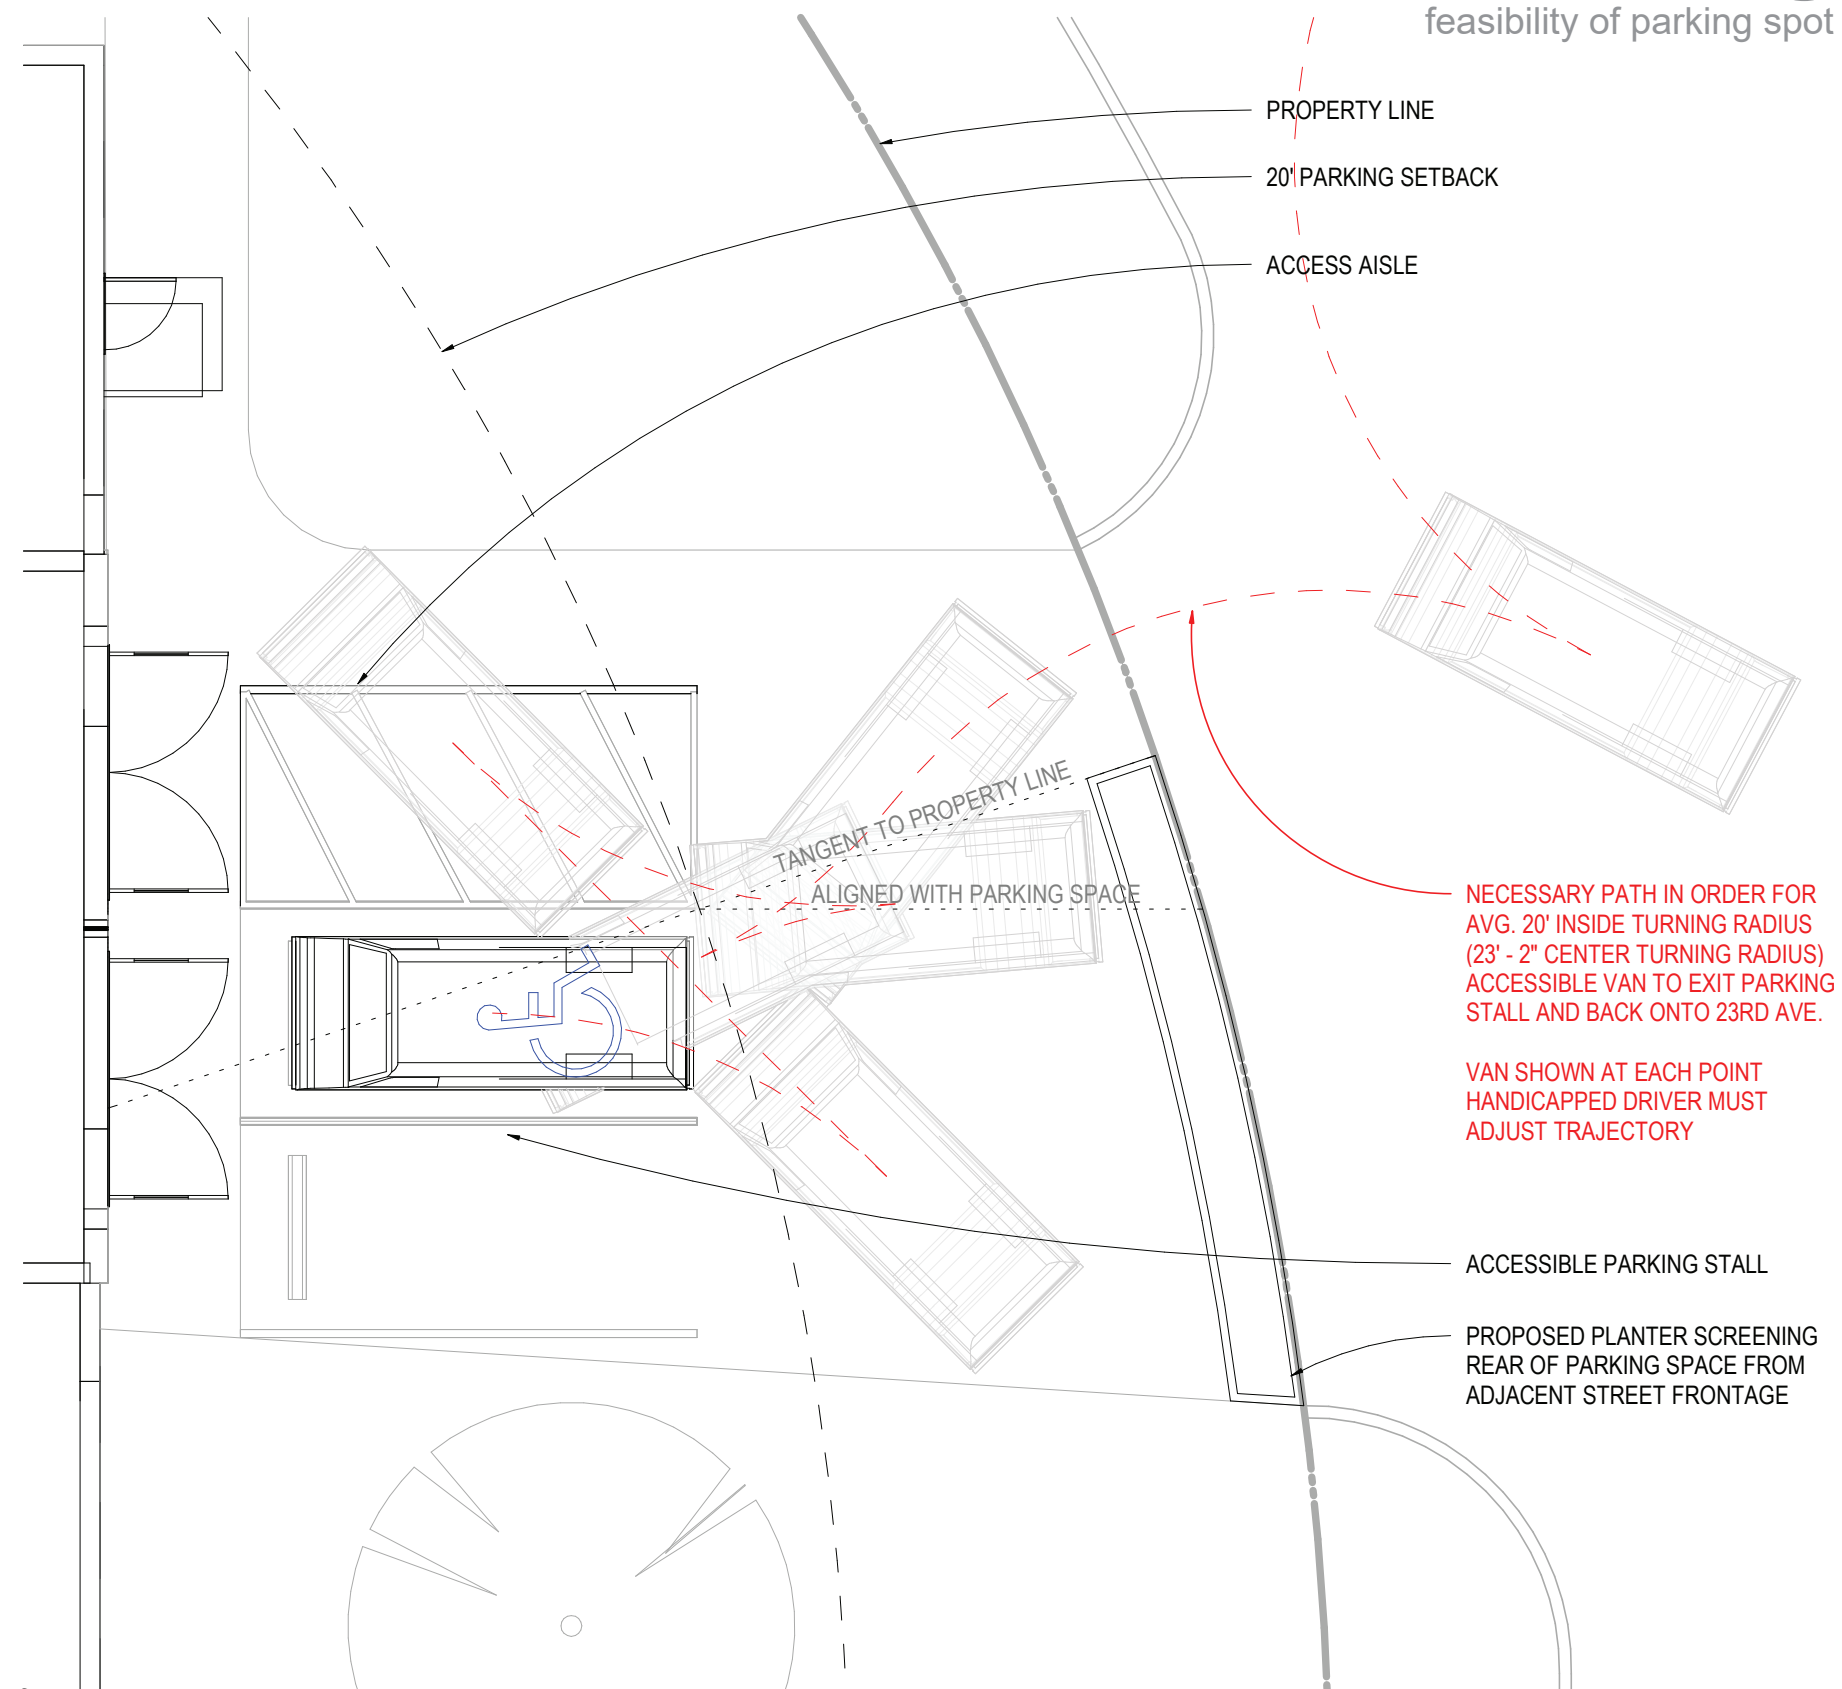 feasibility of parking spot
PROPERTY LINE
20' PARKING SETBACK
ACCESS AISLE
TANGENT TO PROPERTY LINE
ALIGNED WITH PARKING SPACE
NECESSARY PATH IN ORDER FOR
AVG. 20' INSIDE TURNING RADIUS
(23' - 2" CENTER TURNING RADIUS)
ACCESSIBLE VAN TO EXIT PARKING
STALL AND BACK ONTO 23RD AVE.
VAN SHOWN AT EACH POINT
HANDICAPPED DRIVER MUST
ADJUST TRAJECTORY
ACCESSIBLE PARKING STALL
PROPOSED PLANTER SCREENING
REAR OF PARKING SPACE FROM
ADJACENT STREET FRONTAGE